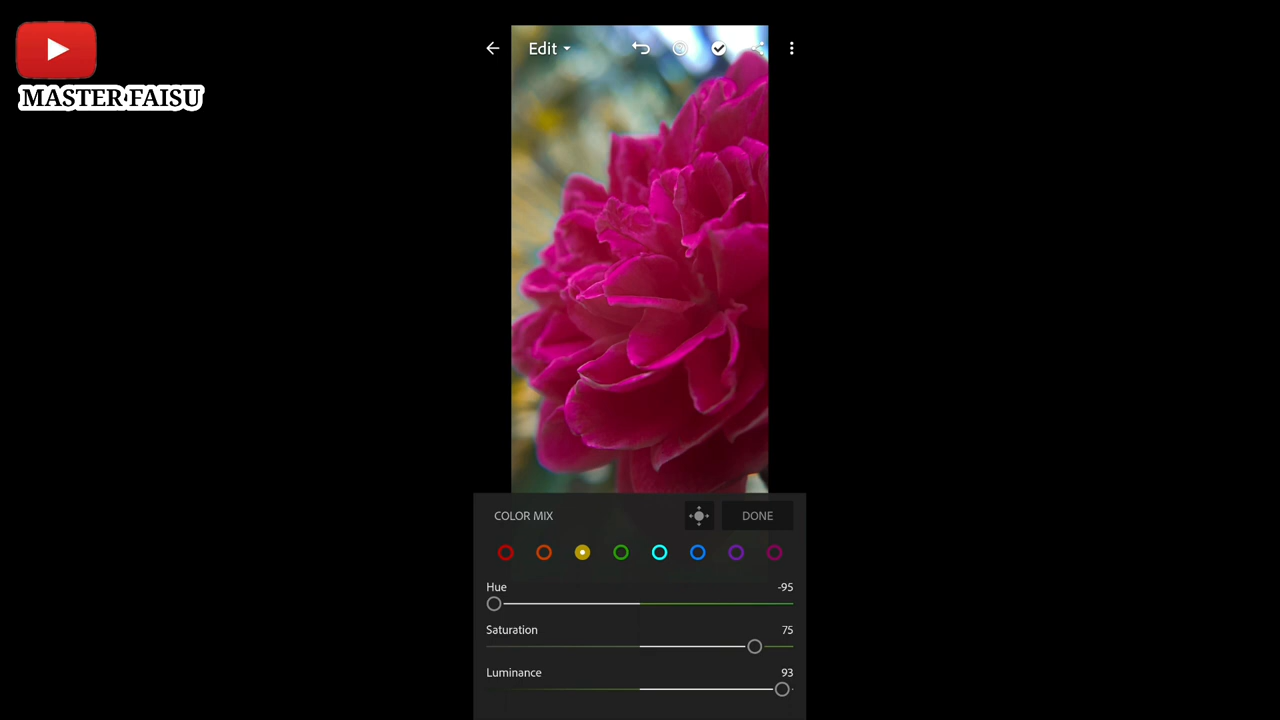 MASTER FAISU
Edit
COLOR MIX
DONE
Hue
-95
Saturation
75
Luminance
93